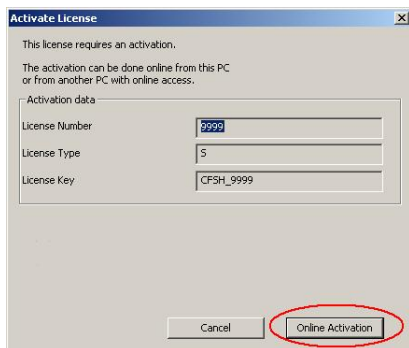 Activate License
This license requires an activation.
The activation can be done online from this PC
or from another PC with online access.
Activation data
License Number 9999
License Type S
License Key CFSH_9999
Cancel Online Activation